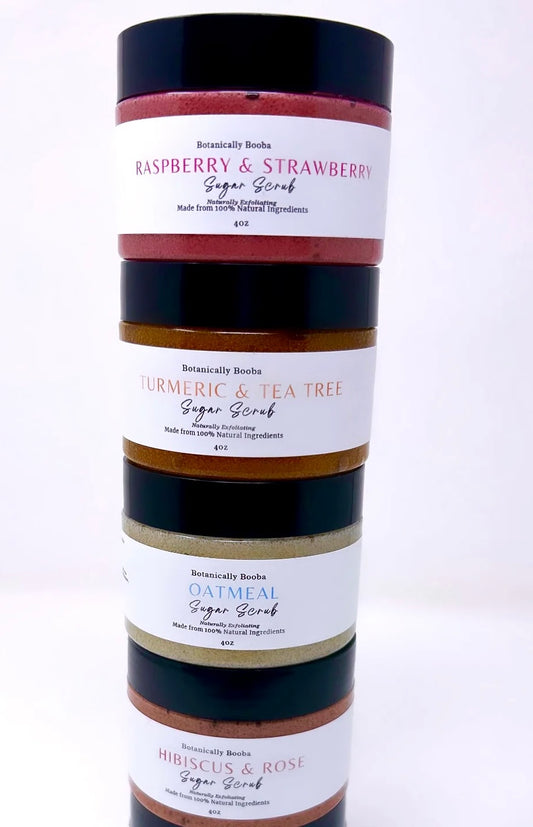 Botanically Booba
RASPBERRY & STRAWBERRY
Sugar Scrub
Naturally Exfoliating
Made from 100% Natural Ingredients
4oz
Botanically Booba
TURMERIC & TEA TREE
Sugar Scrub
Naturally Exfoliating
Made from 100% Natural Ingredients
4oz
Botanically Booba
OATMEAL
Sugar Scrub
Naturally Exfoliating
Made from 100% Natural Ingredients
4oz
Botanically Booba
HIBISCUS & ROSE
Sugar Scrub
Naturally Exfoliating
Made from 100% Natural Ingredients
4oz